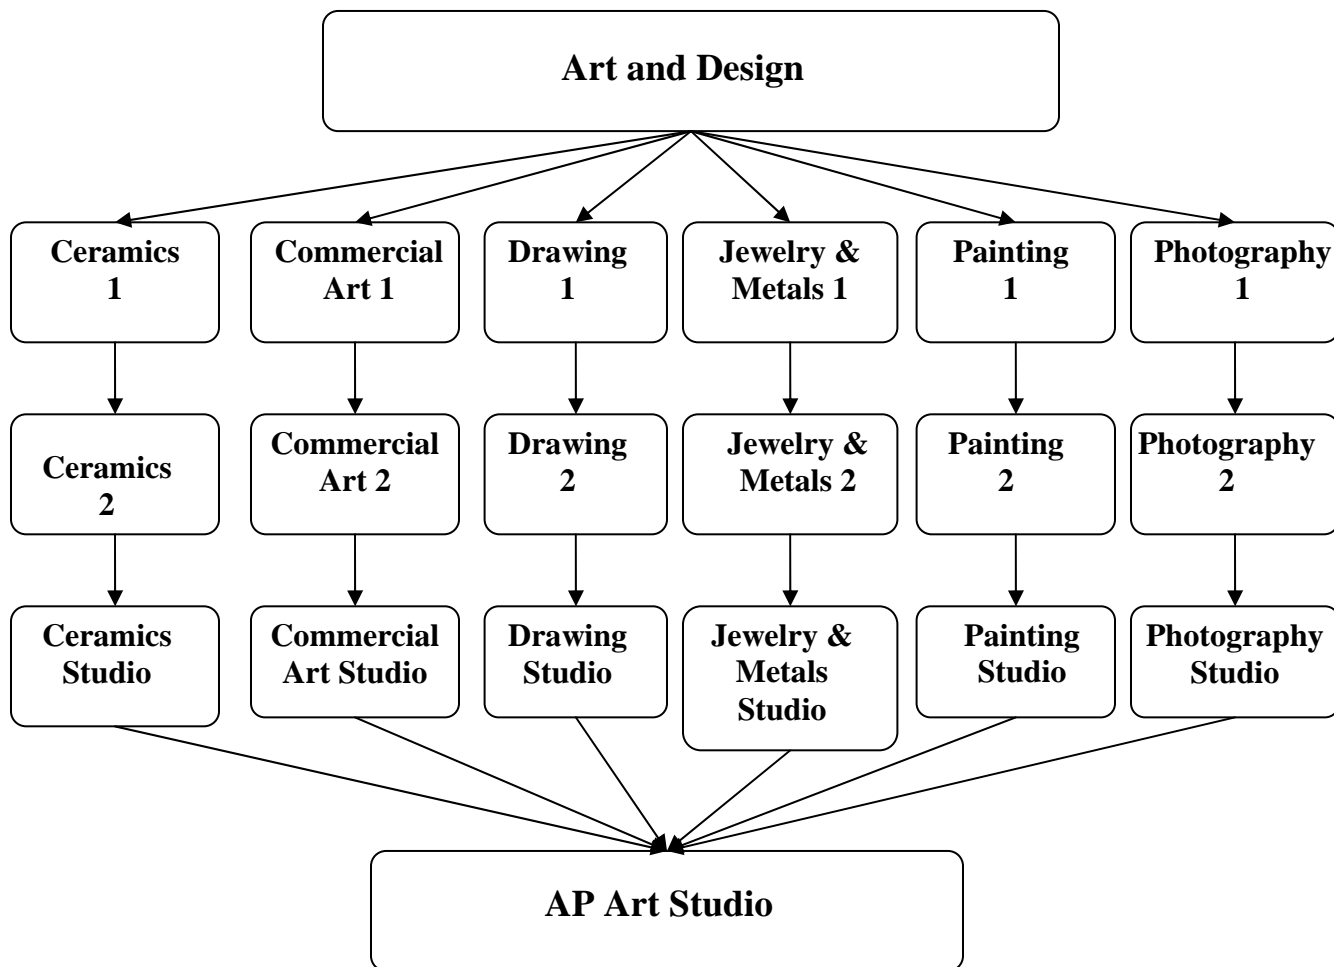 Art and Design
Ceramics
1
Commercial
Art 1
Drawing
1
Jewelry &
Metals 1
Painting
1
Photography
1
Ceramics
2
Commercial
Art 2
Drawing
2
Jewelry &
Metals 2
Painting
2
Photography
2
Ceramics
Studio
Commercial
Art Studio
Drawing
Studio
Jewelry &
Metals
Studio
Painting
Studio
Photography
Studio
AP Art Studio